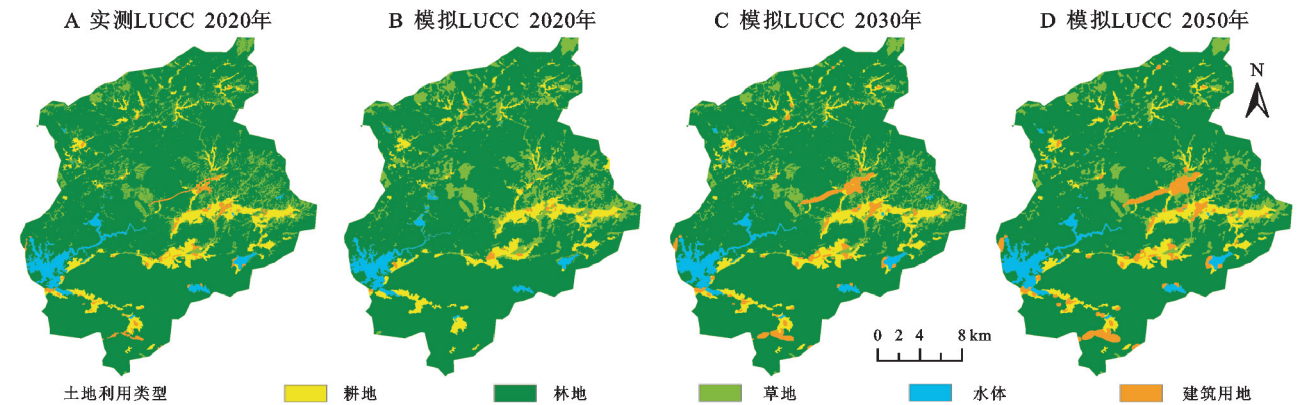 A 实测LUCC 2020年
B 模拟LUCC 2020年
C 模拟LUCC 2030年
D 模拟LUCC 2050年
N
0 2 4 8 km
土地利用类型 耕地 林地 草地 水体 建筑用地